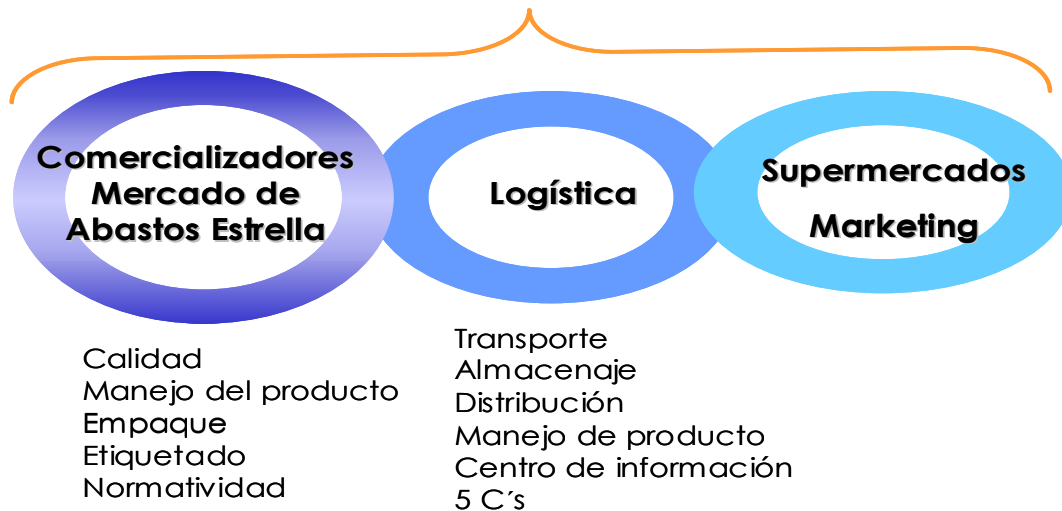 Comercializadores
Mercado de
Abastos Estrella
Logística
Supermercados
Marketing
Calidad
Manejo del producto
Empaque
Etiquetado
Normatividad
Transporte
Almacenaje
Distribución
Manejo de producto
Centro de información
5 C´s